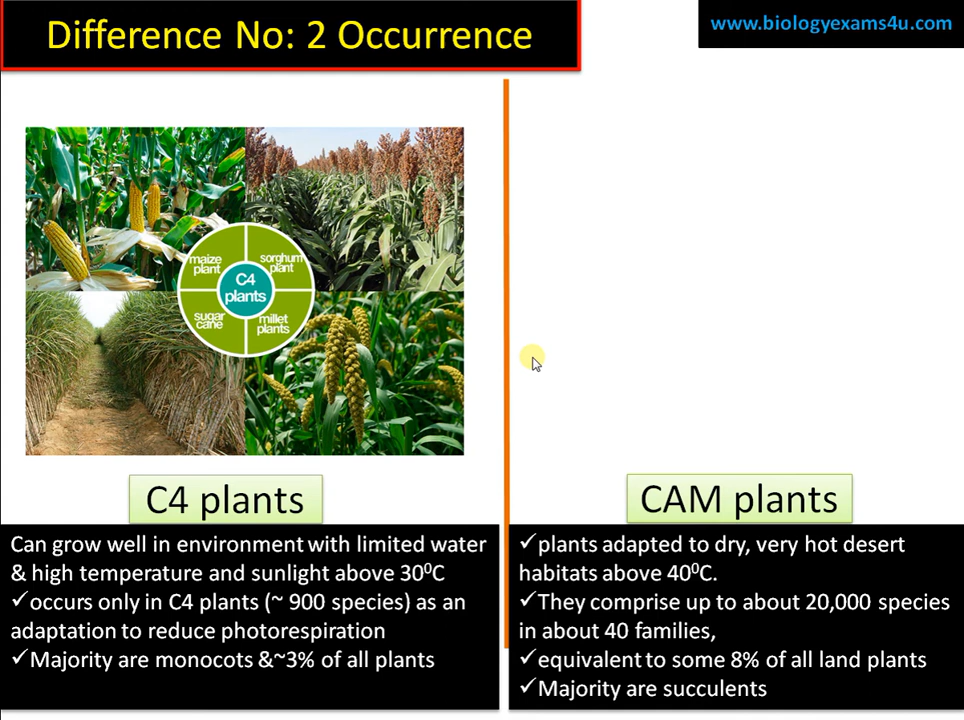 Difference No: 2 Occurrence
www.biologyexams4u.com
maize
plant
sorghum
plant
C4
plants
sugar
cane
millet
plants
C4 plants
Can grow well in environment with limited water
& high temperature and sunlight above 30⁰C
✓occurs only in C4 plants (~ 900 species) as an
adaptation to reduce photorespiration
✓Majority are monocots &~3% of all plants
CAM plants
✓plants adapted to dry, very hot desert
habitats above 40⁰C.
✓They comprise up to about 20,000 species
in about 40 families,
✓equivalent to some 8% of all land plants
✓Majority are succulents